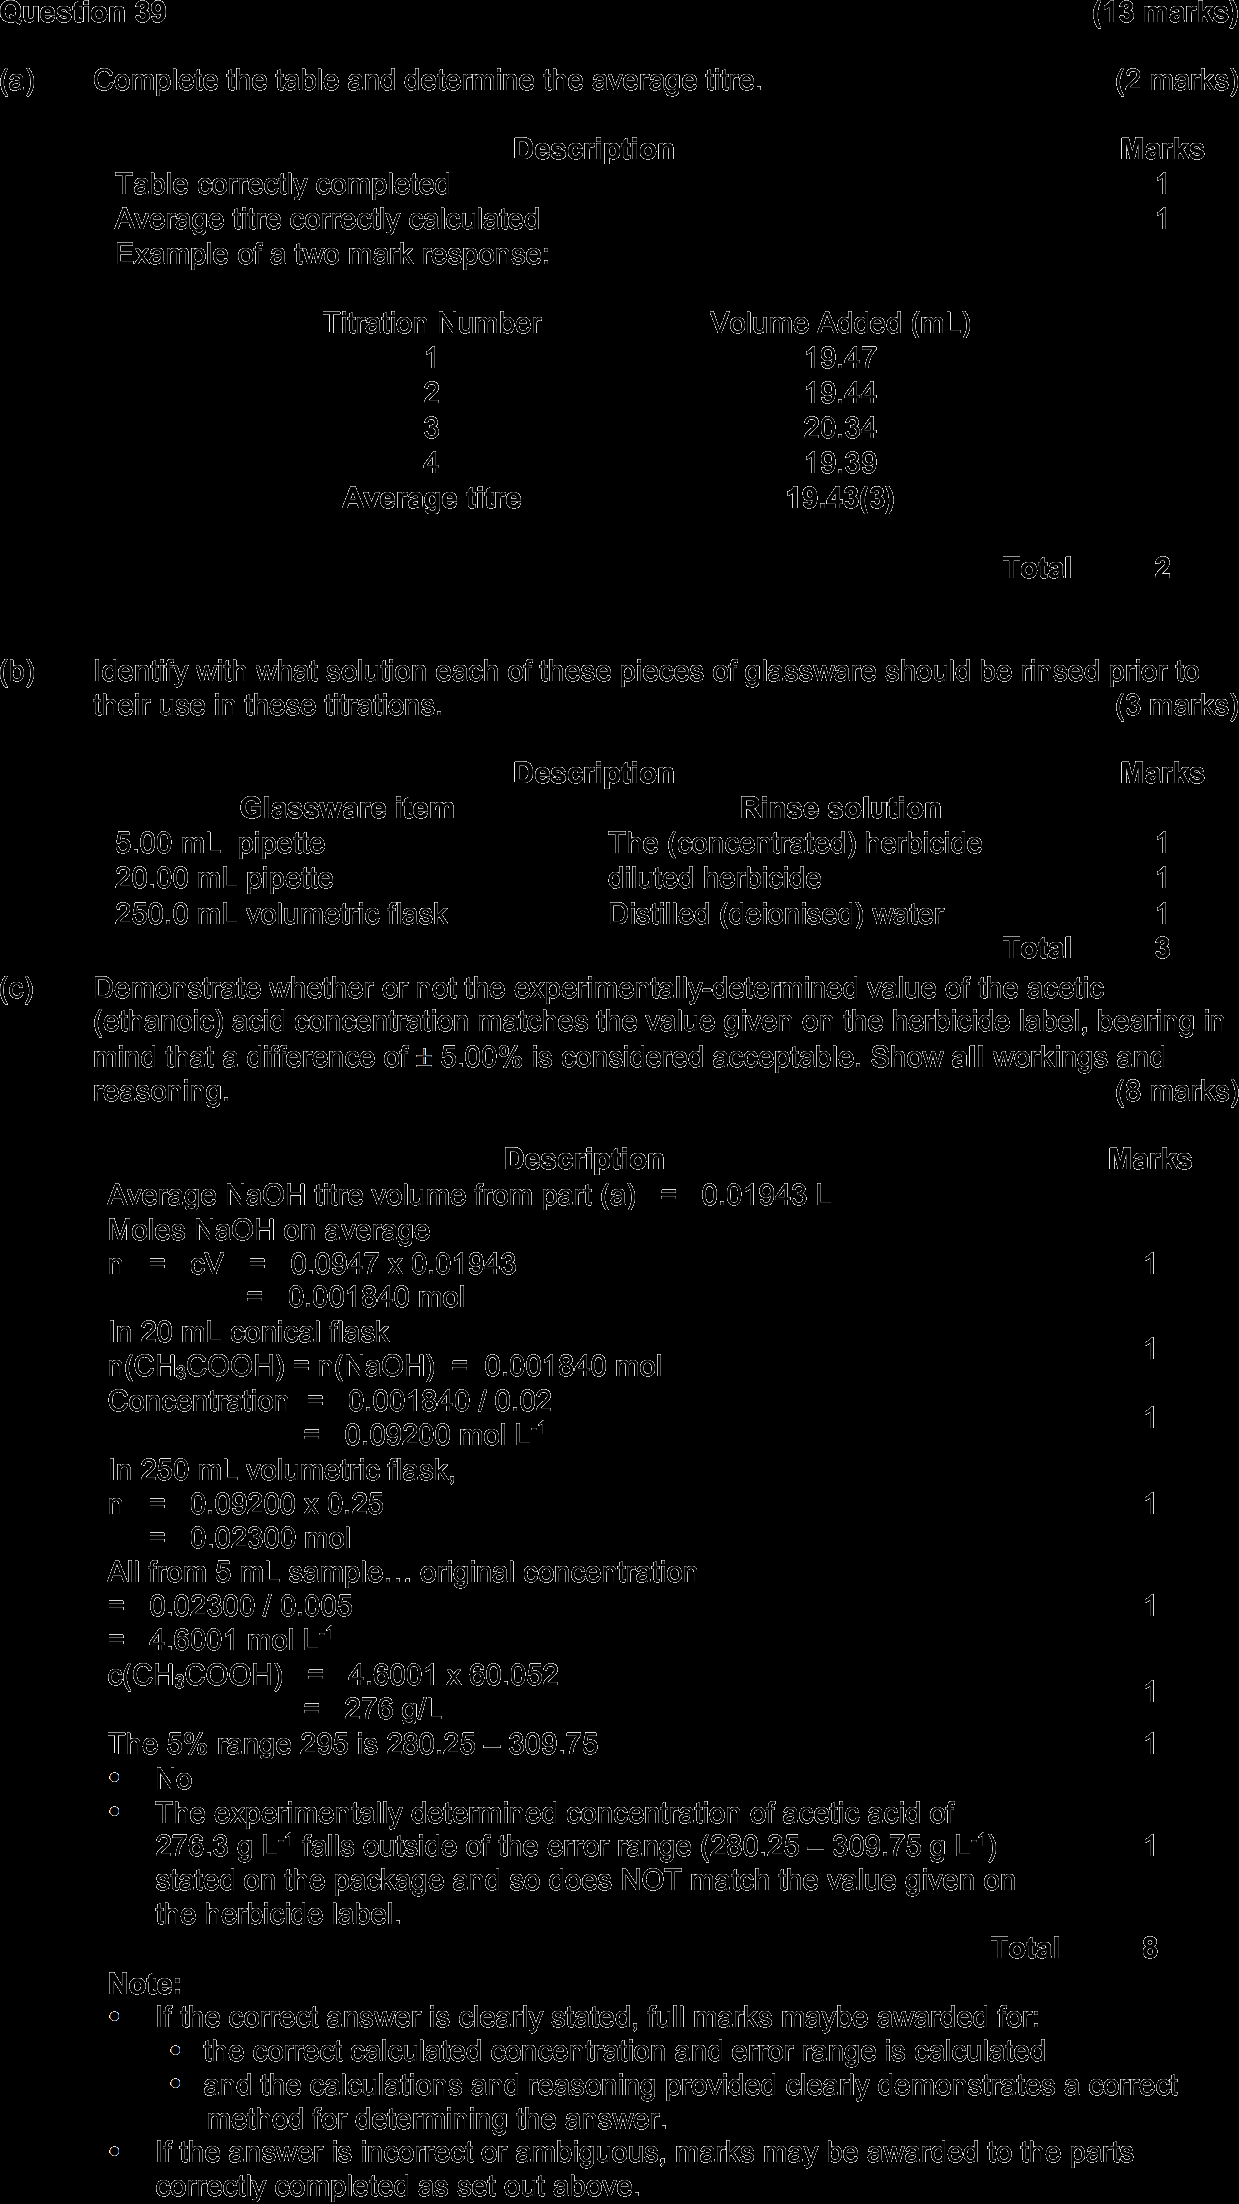 Question 39 (13 marks)
(a) Complete the table and determine the average titre. (2 marks)
Description Marks
Table correctly completed 1
Average titre correctly calculated 1
Example of a two mark response:
Titration Number Volume Added (mL)
1 19.47
2 19.44
3 20.34
4 19.39
Average titre 19.43(3)
Total 2
(b) Identify with what solution each of these pieces of glassware should be rinsed prior to
their use in these titrations. (3 marks)
Description Marks
Glassware item Rinse solution
5.00 mL pipette The (concentrated) herbicide 1
20.00 mL pipette diluted herbicide 1
250.0 mL volumetric flask Distilled (deionised) water 1
Total 3
(c) Demonstrate whether or not the experimentally-determined value of the acetic
(ethanoic) acid concentration matches the value given on the herbicide label, bearing in
mind that a difference of ± 5.00% is considered acceptable. Show all workings and
reasoning. (8 marks)
Description Marks
Average NaOH titre volume from part (a) = 0.01943 L
Moles NaOH on average
n = cV = 0.0947 x 0.01943 1
= 0.001840 mol
In 20 mL conical flask
1
n(CH₃COOH) = n(NaOH) = 0.001840 mol
Concentration = 0.001840 / 0.02
1
= 0.09200 mol L⁻¹
In 250 mL volumetric flask,
n = 0.09200 x 0.25 1
= 0.02300 mol
All from 5 mL sample… original concentration
= 0.02300 / 0.005 1
= 4.6001 mol L⁻¹
c(CH₃COOH) = 4.6001 x 60.052
1
= 276 g/L
The 5% range 295 is 280.25 – 309.75 1
• No
• The experimentally determined concentration of acetic acid of
276.3 g L⁻¹ falls outside of the error range (280.25 – 309.75 g L⁻¹) 1
stated on the package and so does NOT match the value given on
the herbicide label.
Total 8
Note:
• If the correct answer is clearly stated, full marks maybe awarded for:
• the correct calculated concentration and error range is calculated
• and the calculations and reasoning provided clearly demonstrates a correct
method for determining the answer.
• If the answer is incorrect or ambiguous, marks may be awarded to the parts
correctly completed as set out above.